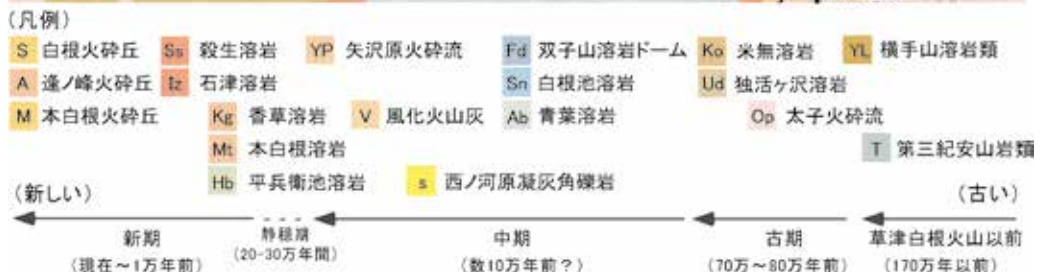 (凡例)
S 白根火砕丘 Ss 殺生溶岩 YP 矢沢原火砕流 Fd 双子山溶岩ドーム Ko 米無溶岩 YL 横手山溶岩類
A 逢ノ峰火砕丘 Iz 石津溶岩 Sn 白根池溶岩 Ud 独活ヶ沢溶岩
M 本白根火砕丘 Kg 香草溶岩 V 風化火山灰 Ab 青葉溶岩 Op 太子火砕流
Mt 本白根溶岩 T 第三紀安山岩類
Hb 平兵衛池溶岩 s 西ノ河原凝灰角礫岩
(新しい) (古い)
新期 静穏期 中期 古期 草津白根火山以前
(現在～1万年前) (20-30万年間) (数10万年前？) (70万～80万年前) (170万年以前)